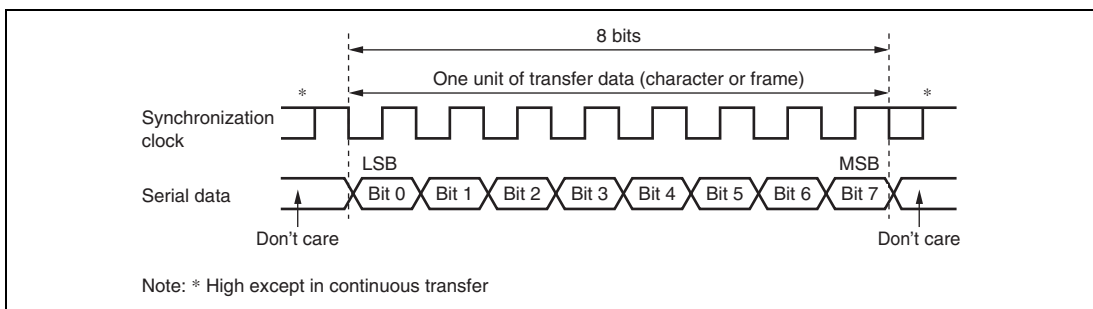 8 bits
One unit of transfer data (character or frame)
* *
Synchronization
clock
LSB MSB
Serial data Bit 0 Bit 1 Bit 2 Bit 3 Bit 4 Bit 5 Bit 6 Bit 7
Don't care Don't care
Note: * High except in continuous transfer